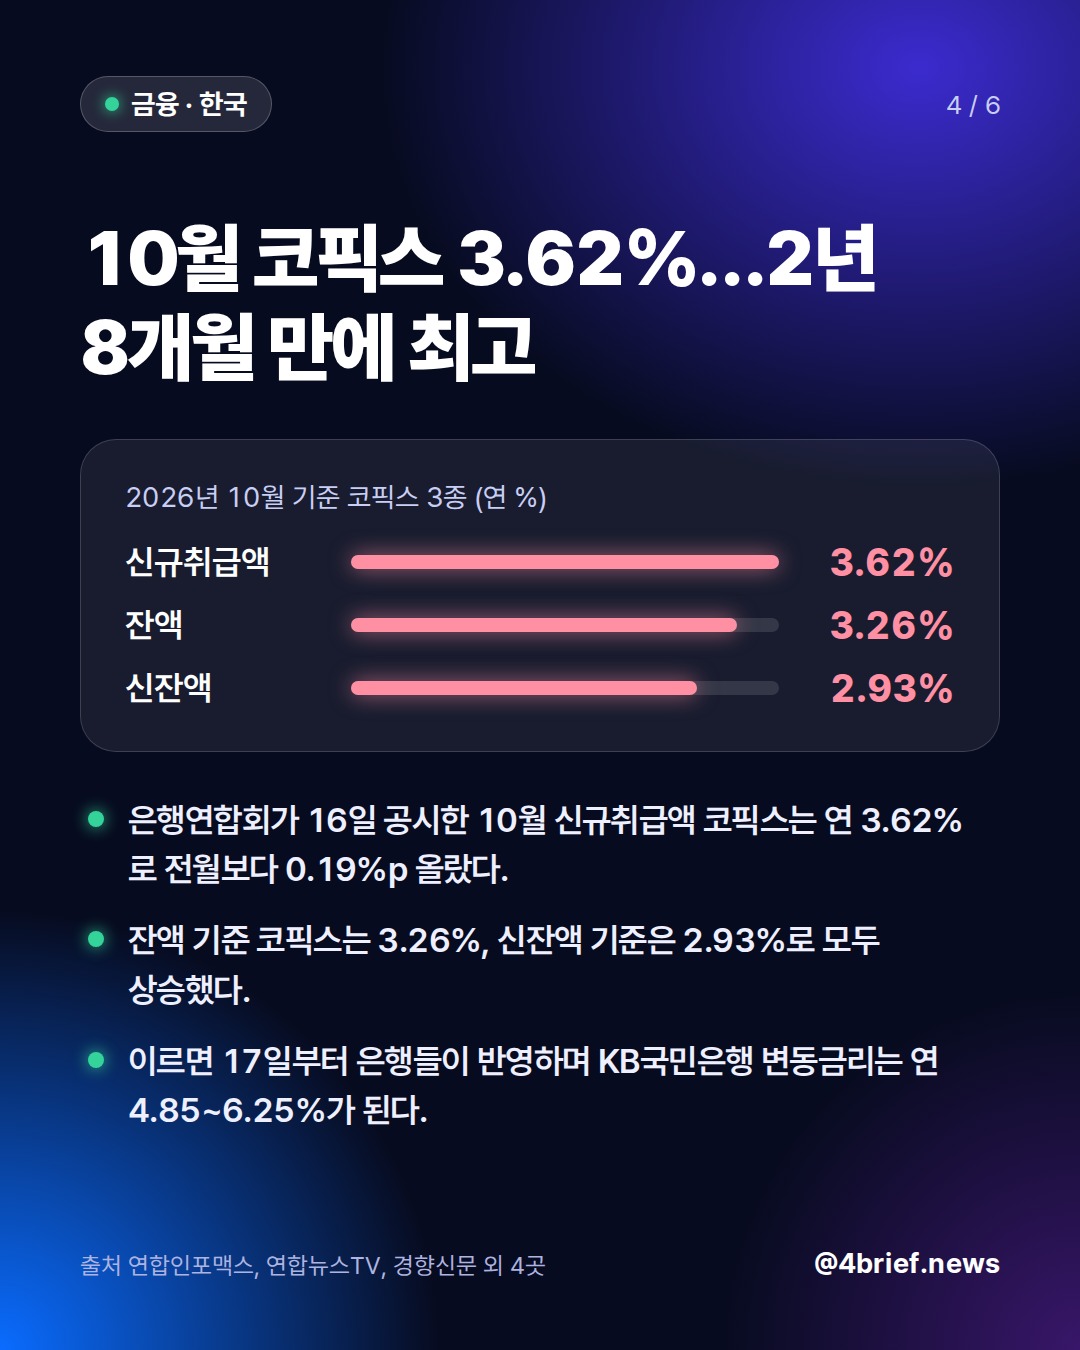 금융 · 한국
4 / 6
10월 코픽스 3.62%...2년
8개월 만에 최고
2026년 10월 기준 코픽스 3종 (연 %)
신규취급액 3.62%
잔액 3.26%
신잔액 2.93%
은행연합회가 16일 공시한 10월 신규취급액 코픽스는 연 3.62%
로 전월보다 0.19%p 올랐다.
잔액 기준 코픽스는 3.26%, 신잔액 기준은 2.93%로 모두
상승했다.
이르면 17일부터 은행들이 반영하며 KB국민은행 변동금리는 연
4.85~6.25%가 된다.
출처 연합인포맥스, 연합뉴스TV, 경향신문 외 4곳
@4brief.news